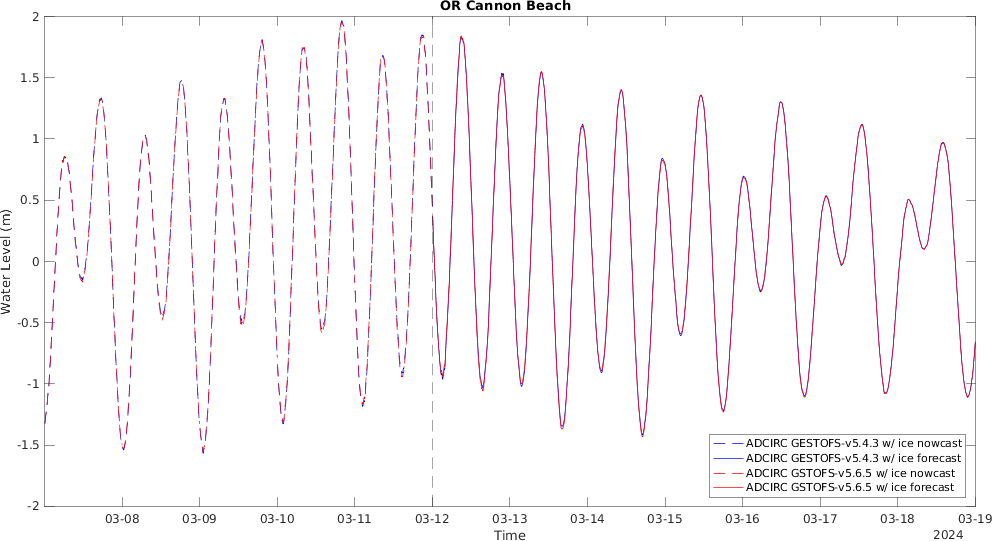 OR Cannon Beach
2
1.5
1
0.5
0
-0.5
-1
-1.5
-2
Water Level (m)
ADCIRC GESTOFS-v5.4.3 w/ ice nowcast
ADCIRC GESTOFS-v5.4.3 w/ ice forecast
ADCIRC GSTOFS-v5.6.5 w/ ice nowcast
ADCIRC GSTOFS-v5.6.5 w/ ice forecast
03-08 03-09 03-10 03-11 03-12 03-13 03-14 03-15 03-16 03-17 03-18 03-19
Time
2024